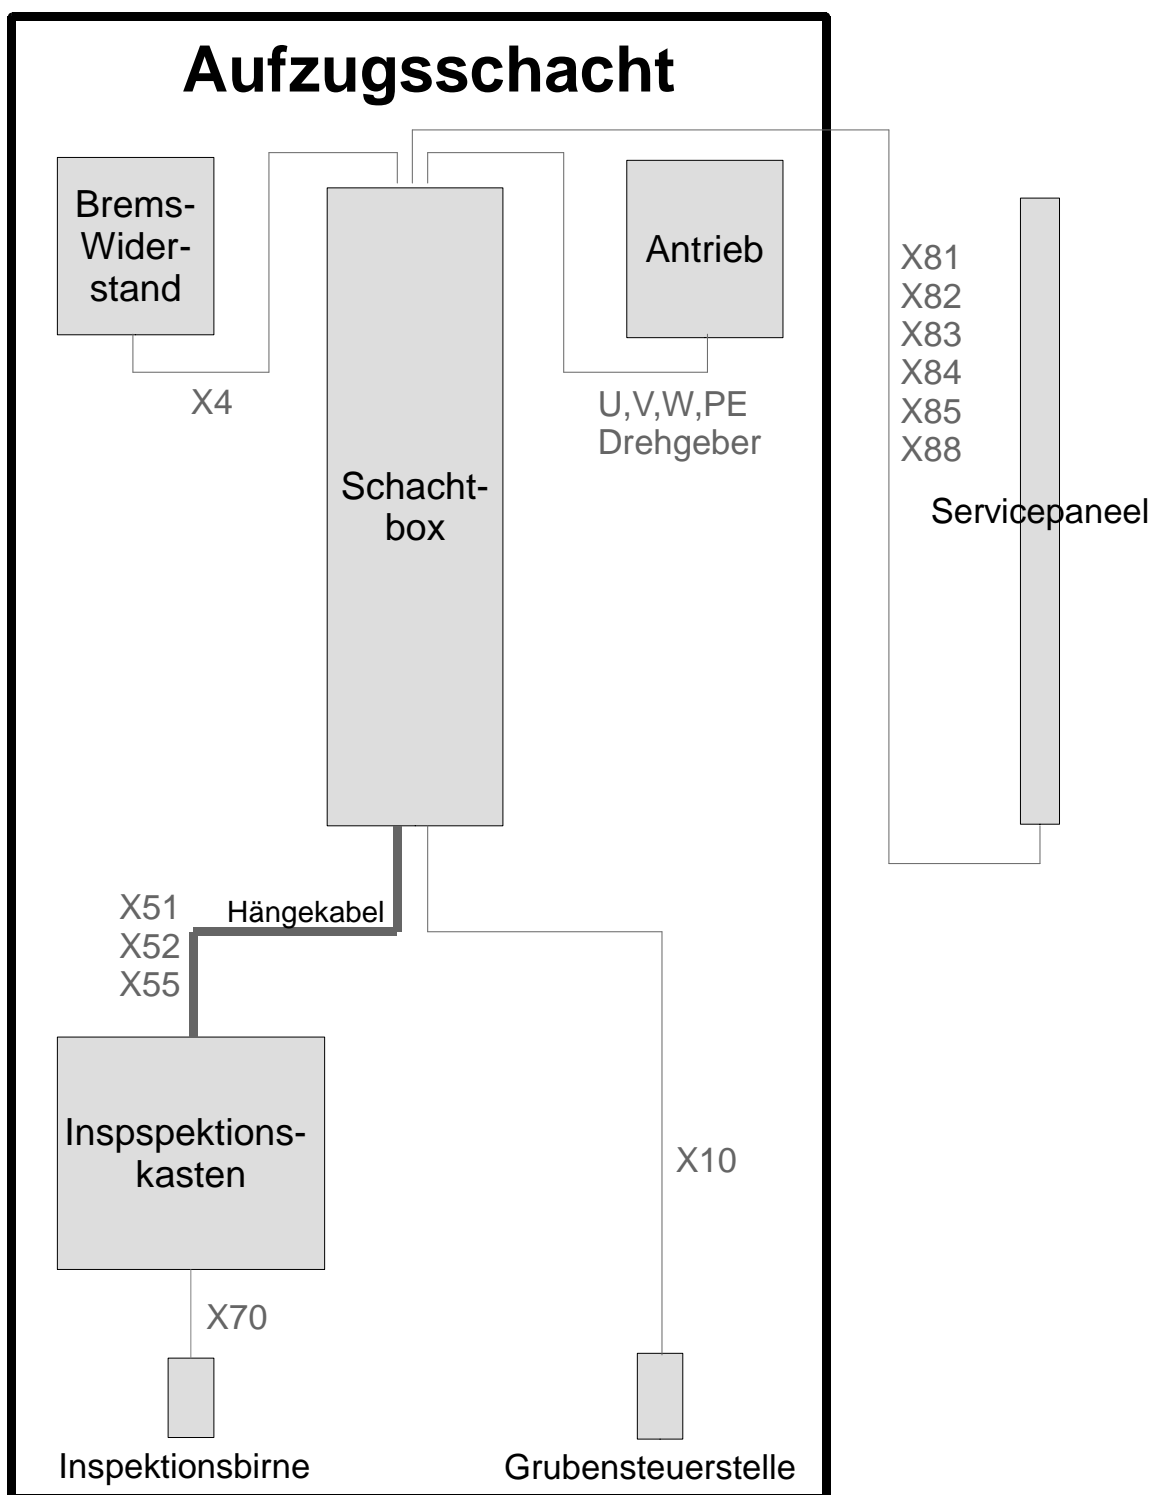 Aufzugsschacht
Brems-
Wider-
stand
X4
Antrieb
U,V,W,PE
Drehgeber
Schacht-
box
X81
X82
X83
X84
X85
X88
Servicepaneel
Hängekabel
X51
X52
X55
Inspspektions-
kasten
X10
X70
Inspektionsbirne
Grubensteuerstelle